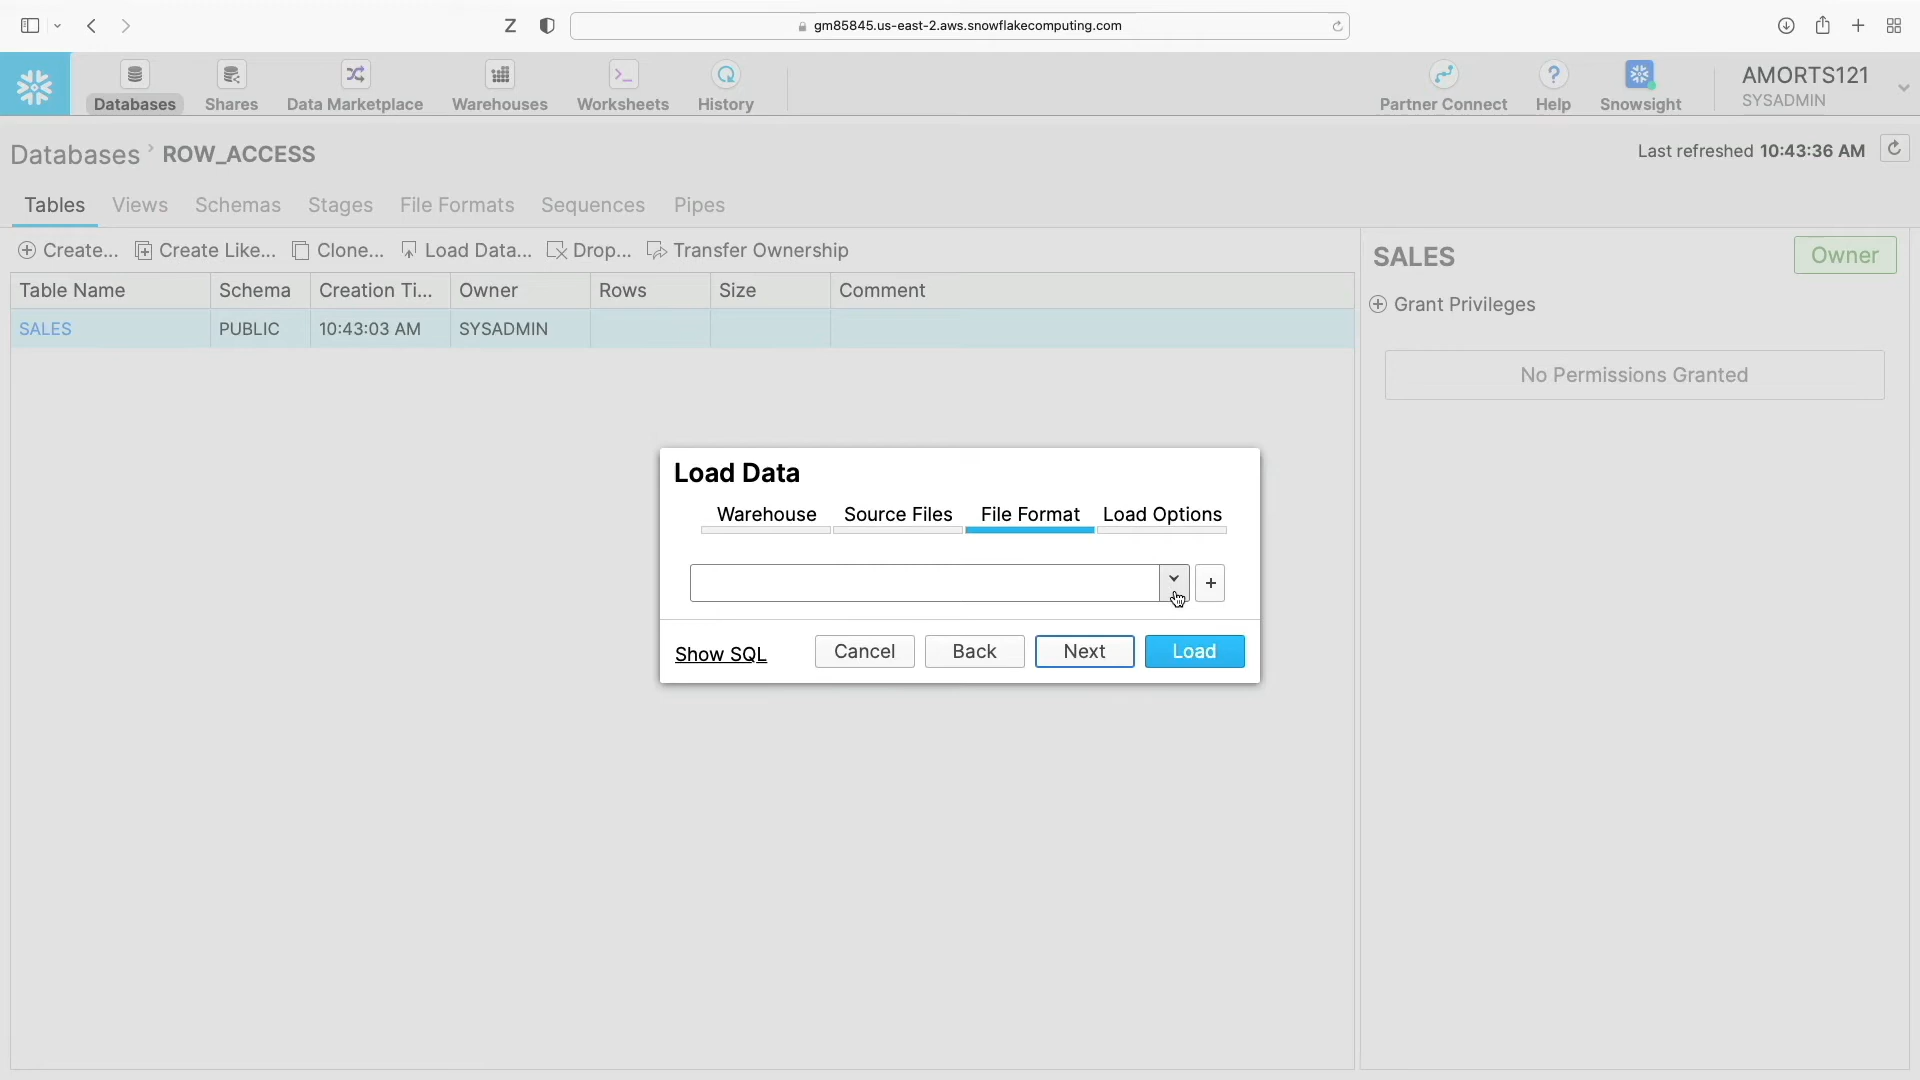 Z
gm85845.us-east-2.aws.snowflakecomputing.com
Databases Shares Data Marketplace Warehouses Worksheets History Partner Connect Help Snowsight AMORTS121
SYSADMIN
Databases ROW_ACCESS Last refreshed 10:43:36 AM
Tables Views Schemas Stages File Formats Sequences Pipes
Create... Create Like... Clone... Load Data... Drop... Transfer Ownership
SALES Owner
Table Name Schema Creation Ti... Owner Rows Size Comment
Grant Privileges
SALES PUBLIC 10:43:03 AM SYSADMIN
No Permissions Granted
Load Data
Warehouse Source Files File Format Load Options
Show SQL Cancel Back Next Load